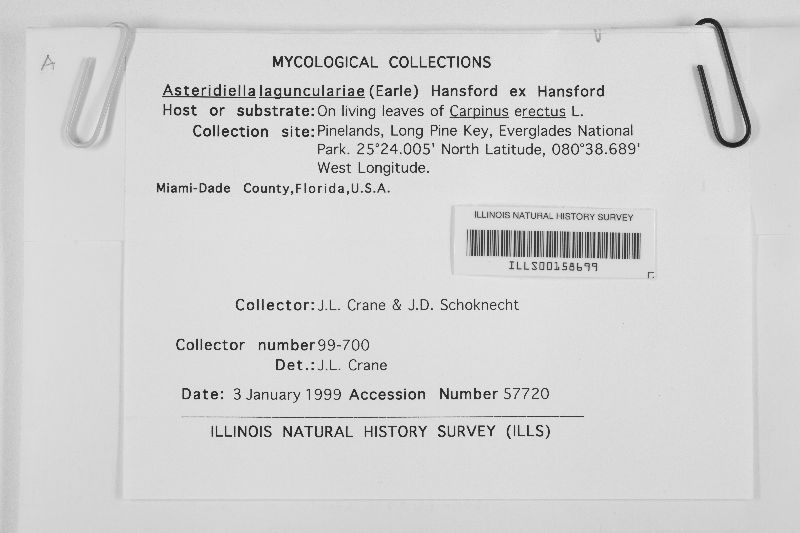 A
MYCOLOGICAL COLLECTIONS
Asteridiella laguncularíae (Earle) Hansford ex Hansford
Host or substrate: On living leaves of Carpinus erectus L.
Collection site: Pinelands, Long Pine Key, Everglades National
Park. 25°24.005' North Latitude, 080°38.689'
West Longitude.
Miami-Dade County, Florida, U.S.A.
ILLINOIS NATURAL HISTORY SURVEY
ILLS00158699
Collector: J.L. Crane & J.D. Schoknecht
Collector number 99-700
Det.: J.L. Crane
Date: 3 January 1999 Accession Number 57720
ILLINOIS NATURAL HISTORY SURVEY (ILLS)